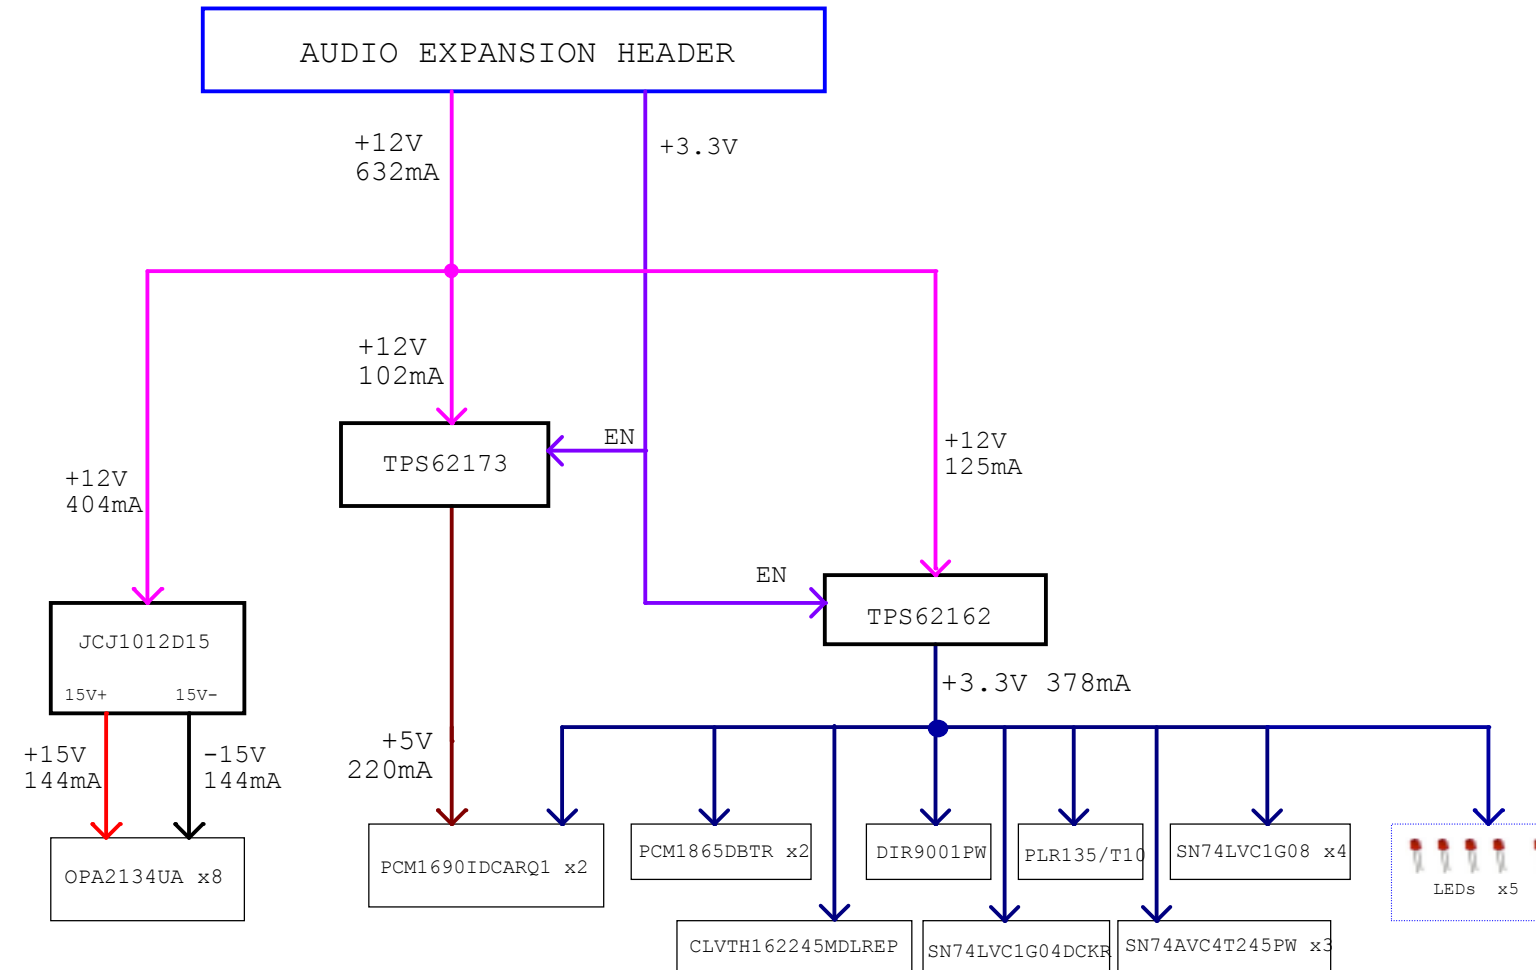 AUDIO EXPANSION HEADER
+12V
632mA
+3.3V
+12V
102mA
EN
TPS62173
+12V
125mA
+12V
404mA
EN
TPS62162
JCJ1012D15
15V+ 15V-
+3.3V 378mA
+15V
144mA
-15V
144mA
+5V
220mA
OPA2134UA x8
PCM1690IDCARQ1 x2
PCM1865DBTR x2
DIR9001PW
PLR135/T10
SN74LVC1G08 x4
LEDs x5
CLVTH162245MDLREP
SN74LVC1G04DCKR
SN74AVC4T245PW x3